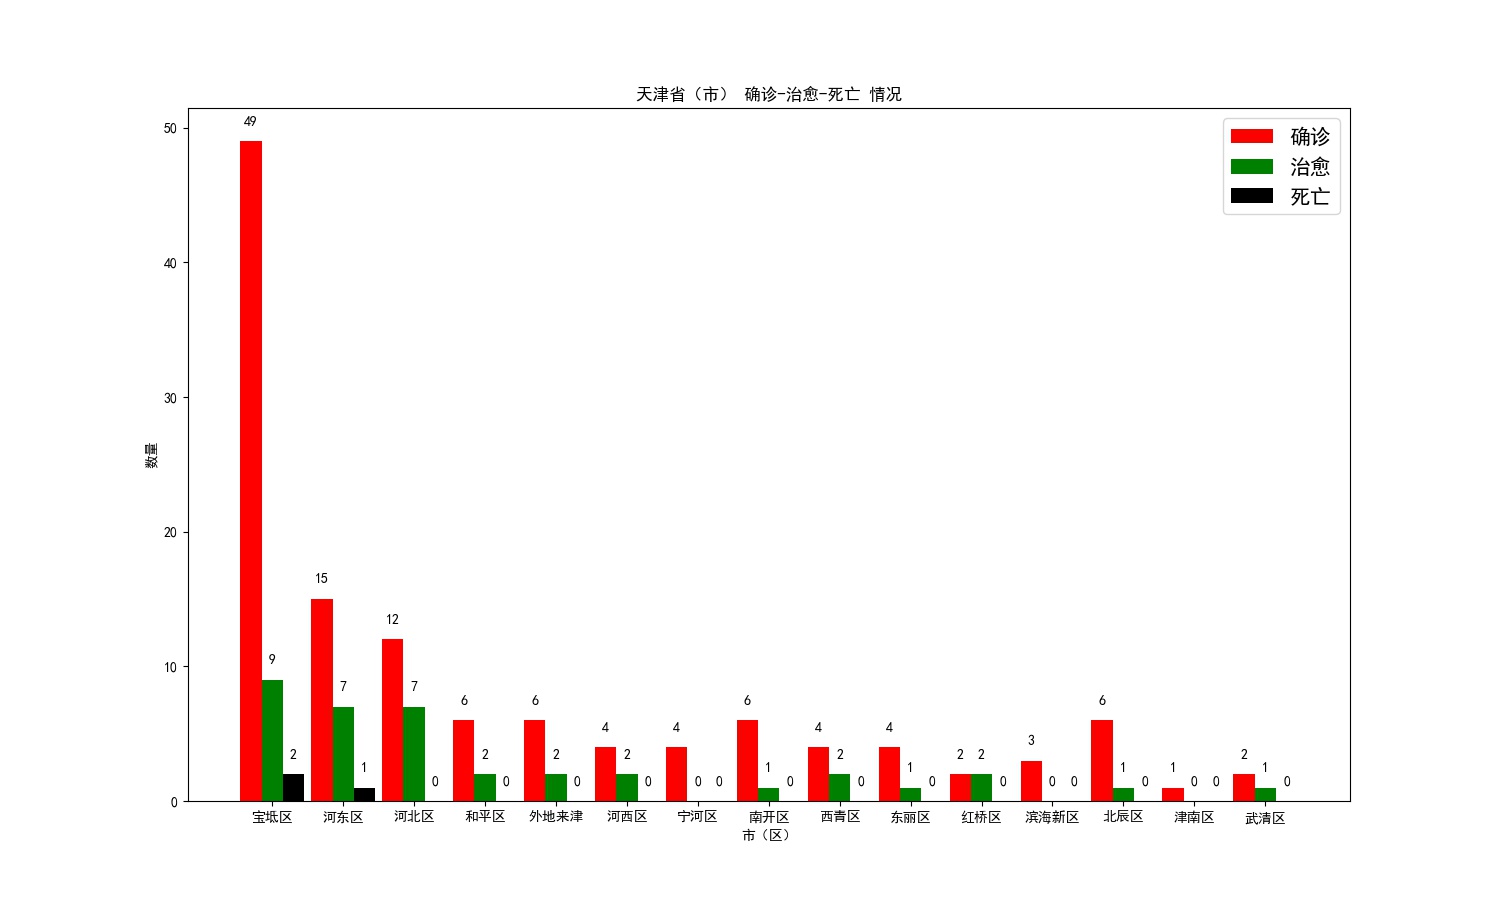 天津省（市） 确诊-治愈-死亡 情况
确诊
治愈
死亡
50
40
30
20
10
0
数量
49 9 2
15 7 1
12 7 0
6 2 0
6 2 0
4 2 0
4 0 0
6 1 0
4 2 0
4 1 0
2 2 0
3 0 0
6 1 0
1 0 0
2 1 0
宝坻区 河东区 河北区 和平区 外地来津 河西区 宁河区 南开区 西青区 东丽区 红桥区 滨海新区 北辰区 津南区 武清区
市（区）